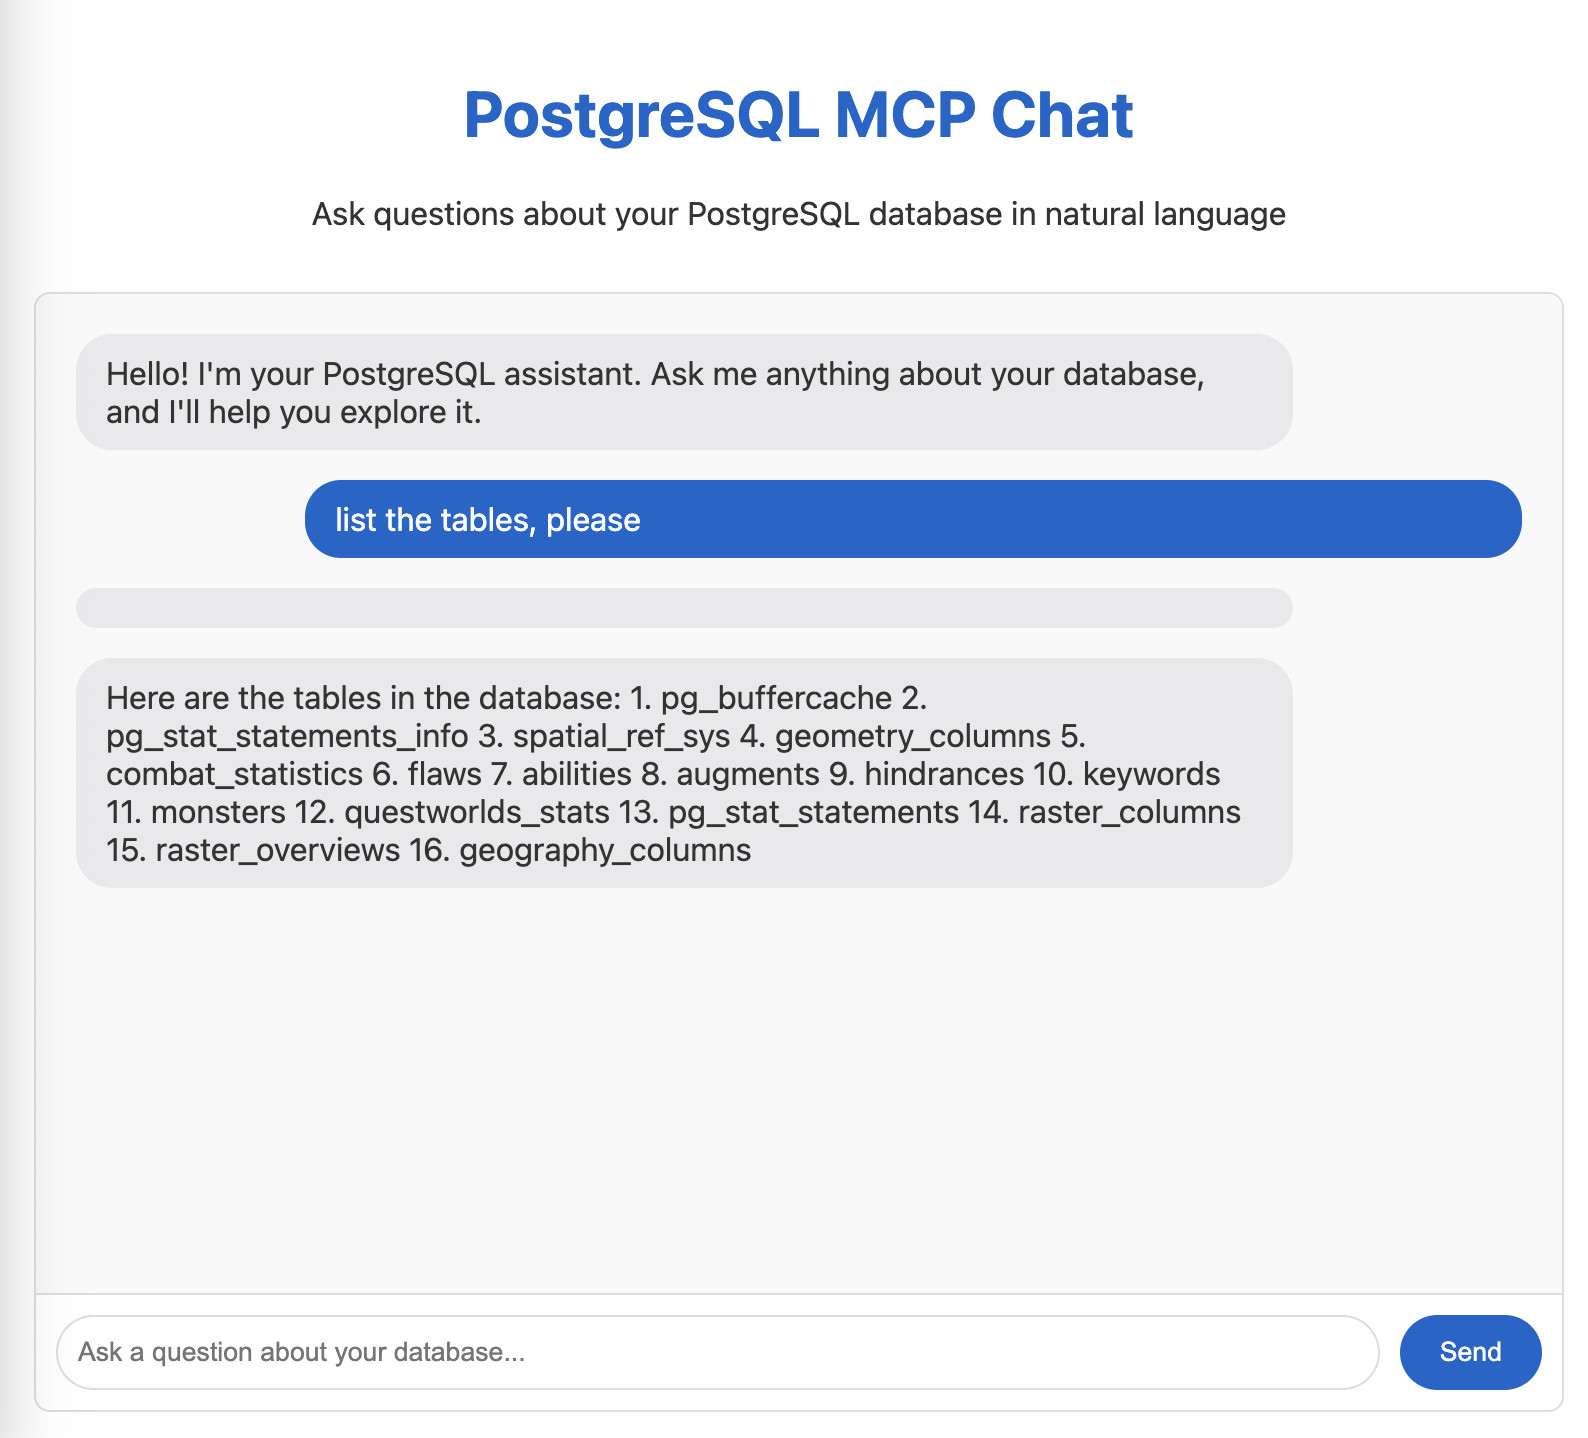 PostgreSQL MCP Chat
Ask questions about your PostgreSQL database in natural language
Hello! I'm your PostgreSQL assistant. Ask me anything about your database,
and I'll help you explore it.
list the tables, please
Here are the tables in the database: 1. pg_buffercache 2.
pg_stat_statements_info 3. spatial_ref_sys 4. geometry_columns 5.
combat_statistics 6. flaws 7. abilities 8. augments 9. hindrances 10. keywords
11. monsters 12. questworlds_stats 13. pg_stat_statements 14. raster_columns
15. raster_overviews 16. geography_columns
Ask a question about your database...
Send